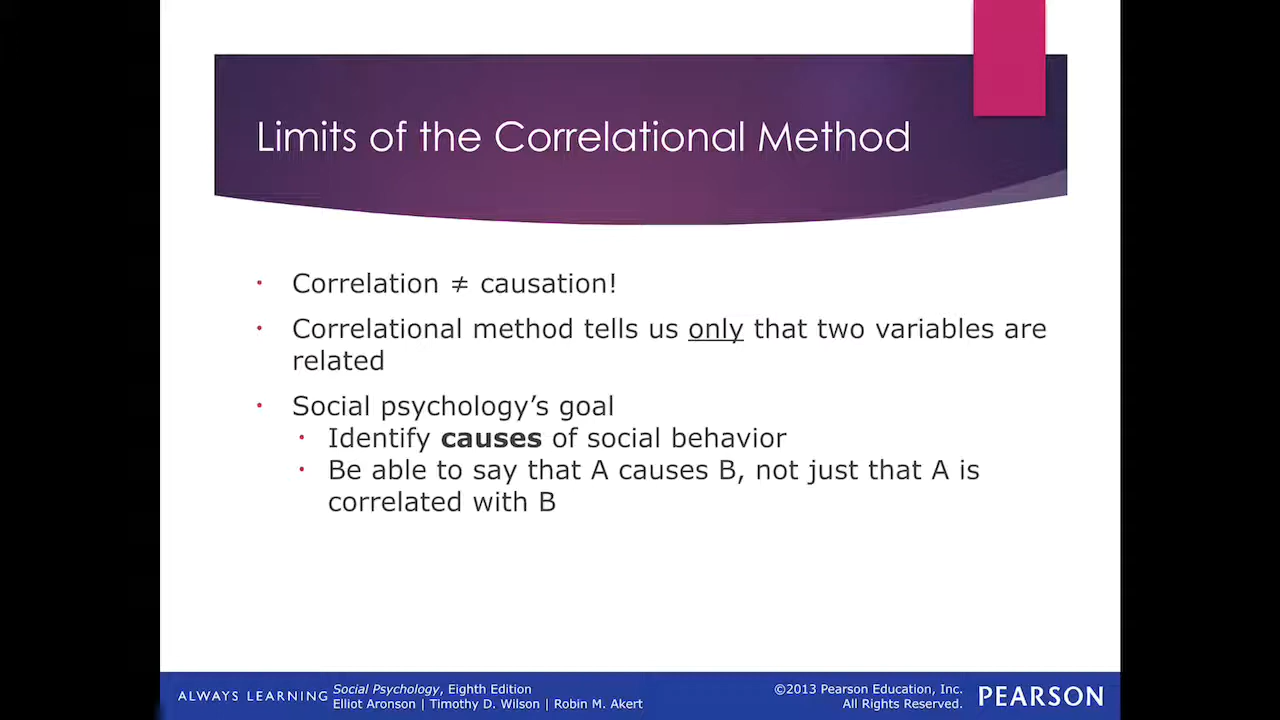 Limits of the Correlational Method
• Correlation ≠ causation!
• Correlational method tells us only that two variables are
related
• Social psychology’s goal
• Identify causes of social behavior
• Be able to say that A causes B, not just that A is
correlated with B
ALWAYS LEARNING
Social Psychology, Eighth Edition
Elliot Aronson | Timothy D. Wilson | Robin M. Akert
©2013 Pearson Education, Inc.
All Rights Reserved.
PEARSON